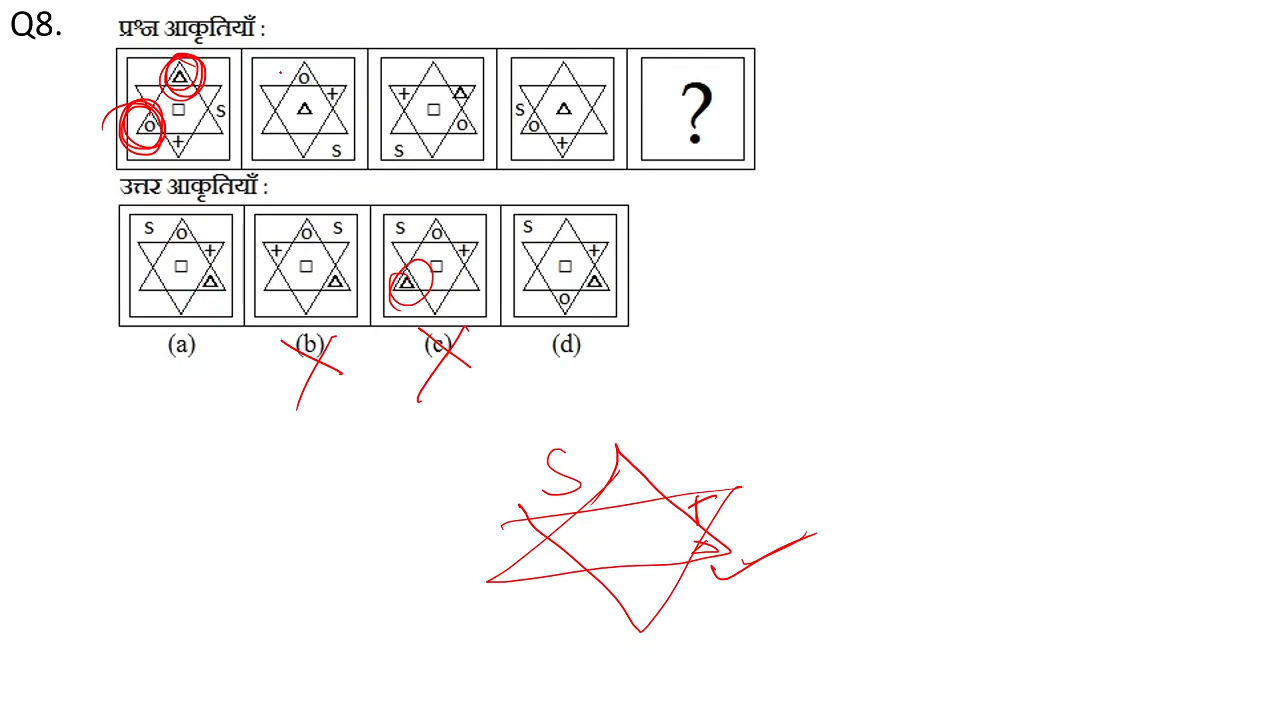 Q8.
प्रश्न आकृतियाँ :
S
o
+
o
+
S
+
o
S
S
o
+
?
उत्तर आकृतियाँ :
S
o
+
o
S
+
S
o
+
S
+
o
(a) (b) (c) (d)
S
+